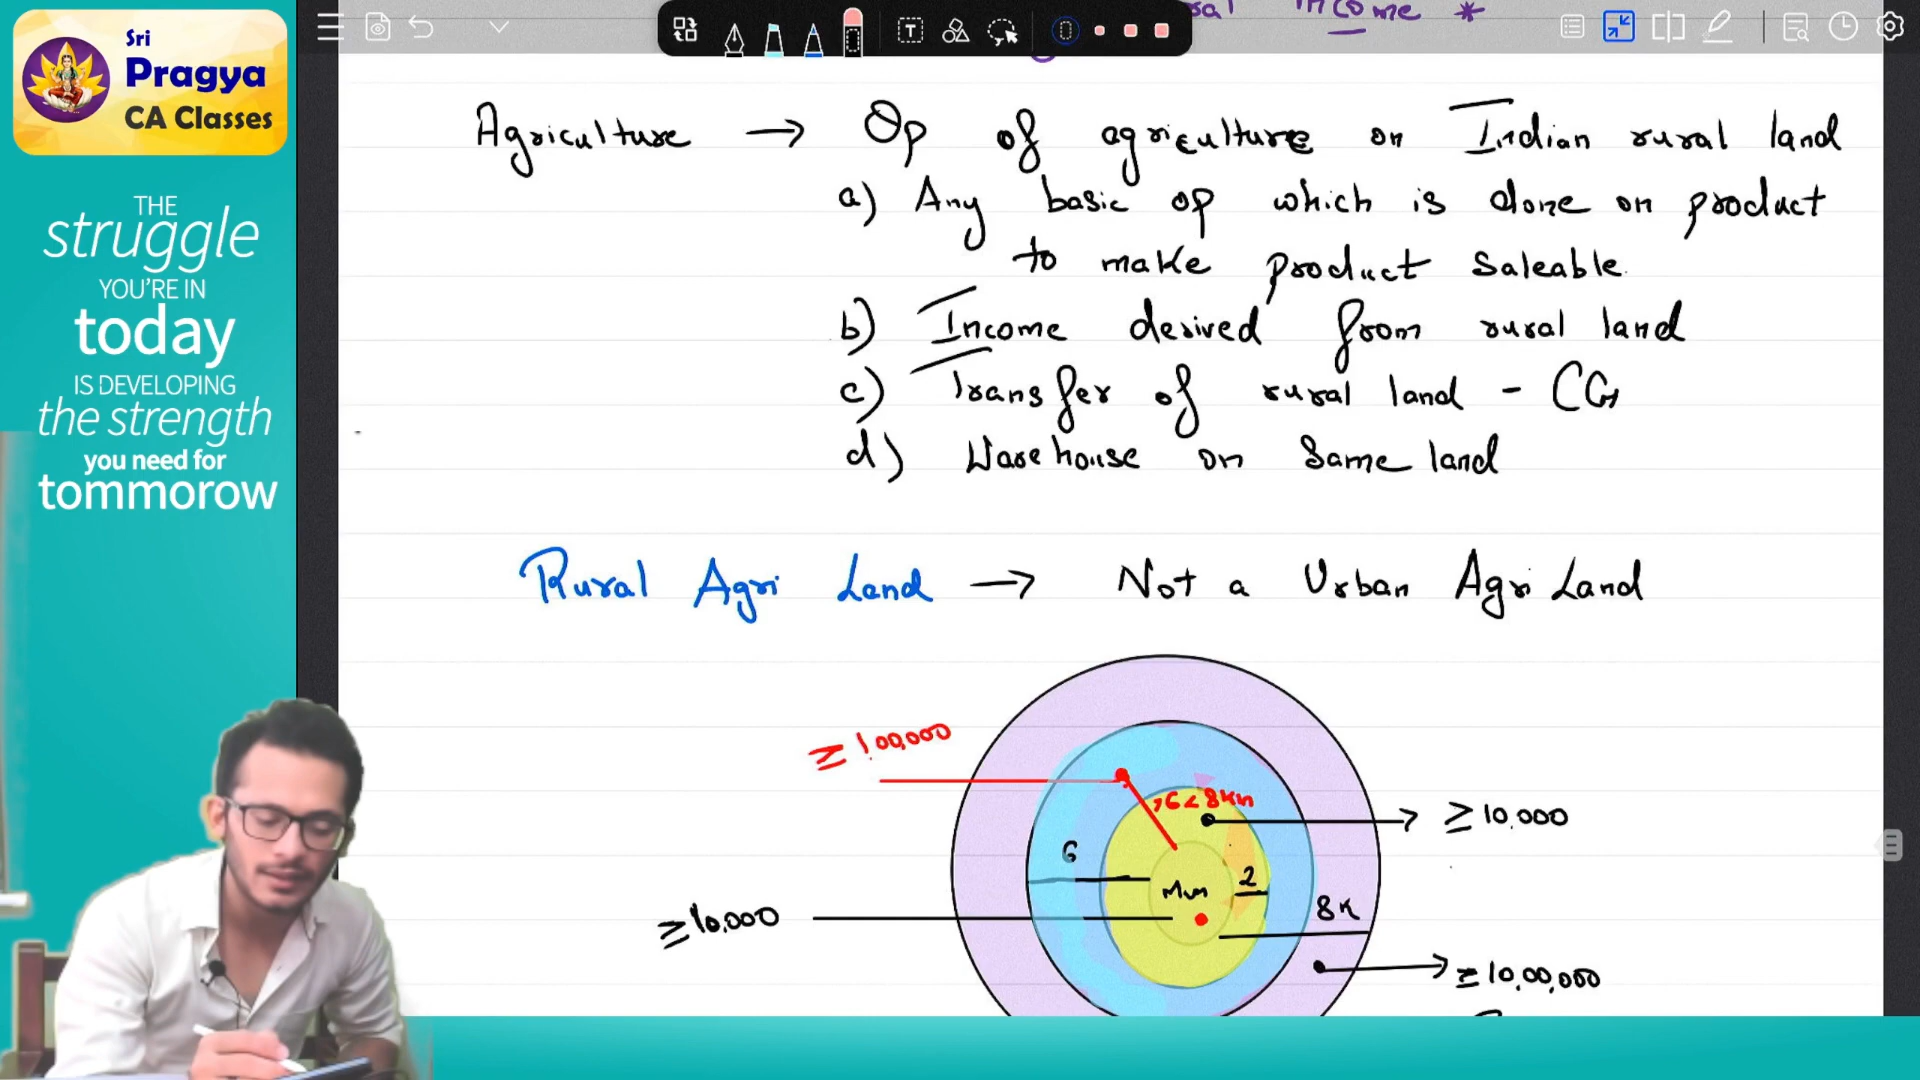 Sri
Pragya
CA Classes
THE
struggle
YOU'RE IN
today
IS DEVELOPING
the strength
you need for
tommorow
Income *
Agriculture → Op of agriculture on Indian rural land
a) Any basic op which is done on product
to make product saleable.
b) Income derived from rural land
c) Transfer of rural land - CG
d) Warehouse on same land
Rural Agri Land → Not a Urban Agri Land
≥ 1,00,000
>6<8Km
≥ 10,000
6
Mun
2
8K
≥10,000
≥10,00,000